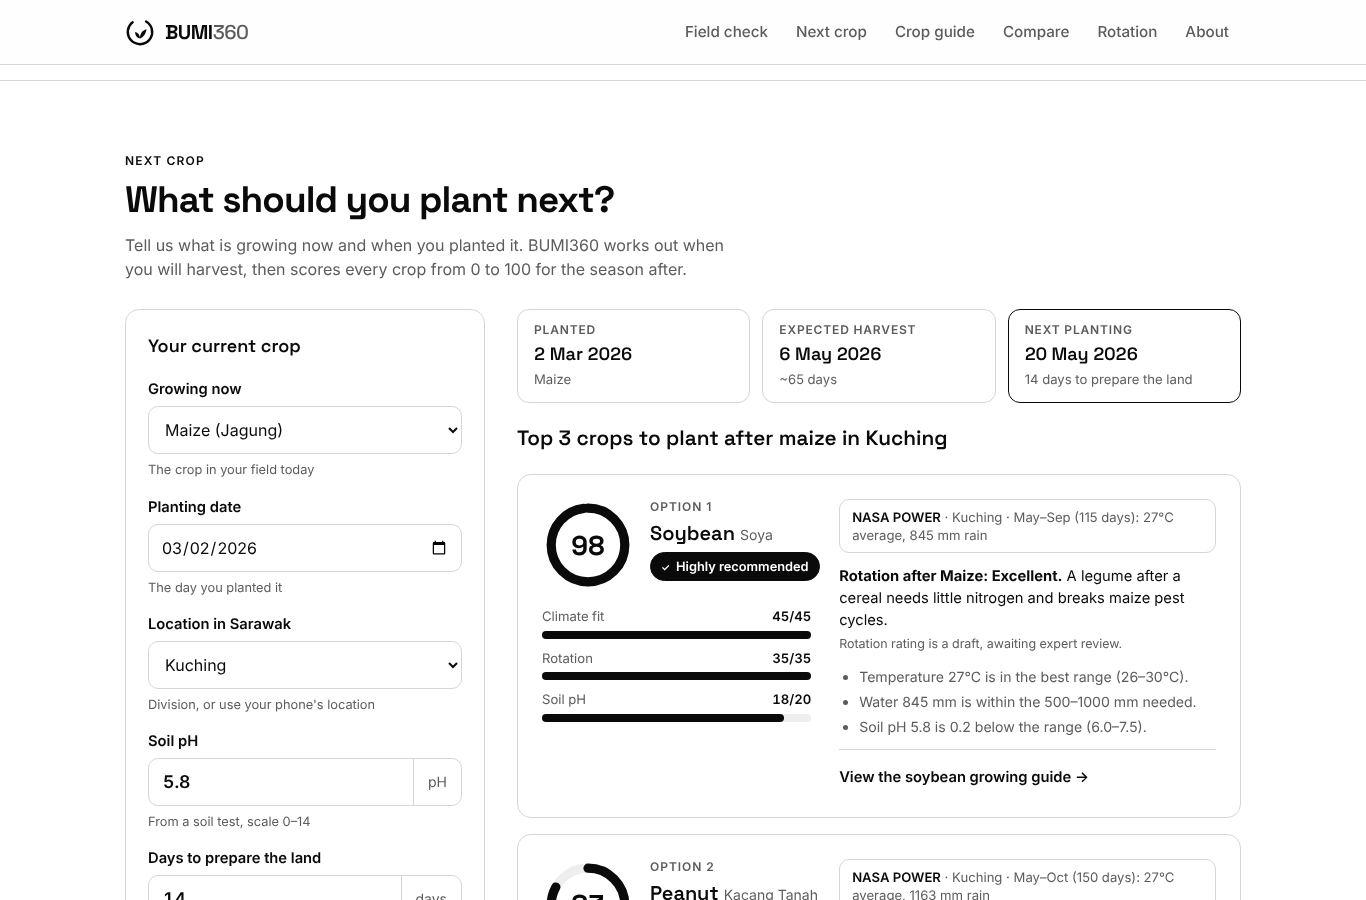 BUMI360
Field check
Next crop
Crop guide
Compare
Rotation
About
NEXT CROP
What should you plant next?
Tell us what is growing now and when you planted it. BUMI360 works out when
you will harvest, then scores every crop from 0 to 100 for the season after.
Your current crop
Growing now
Maize (Jagung)
The crop in your field today
Planting date
03/02/2026
The day you planted it
Location in Sarawak
Kuching
Division, or use your phone's location
Soil pH
5.8
pH
From a soil test, scale 0–14
Days to prepare the land
14
days
PLANTED
2 Mar 2026
Maize
EXPECTED HARVEST
6 May 2026
~65 days
NEXT PLANTING
20 May 2026
14 days to prepare the land
Top 3 crops to plant after maize in Kuching
98
OPTION 1
Soybean Soya
Highly recommended
Climate fit 45/45
Rotation 35/35
Soil pH 18/20
NASA POWER · Kuching · May–Sep (115 days): 27°C
average, 845 mm rain
Rotation after Maize: Excellent. A legume after a
cereal needs little nitrogen and breaks maize pest
cycles.
Rotation rating is a draft, awaiting expert review.
• Temperature 27°C is in the best range (26–30°C).
• Water 845 mm is within the 500–1000 mm needed.
• Soil pH 5.8 is 0.2 below the range (6.0–7.5).
View the soybean growing guide →
OPTION 2
Peanut Kacang Tanah
NASA POWER · Kuching · May–Oct (150 days): 27°C
average, 1163 mm rain